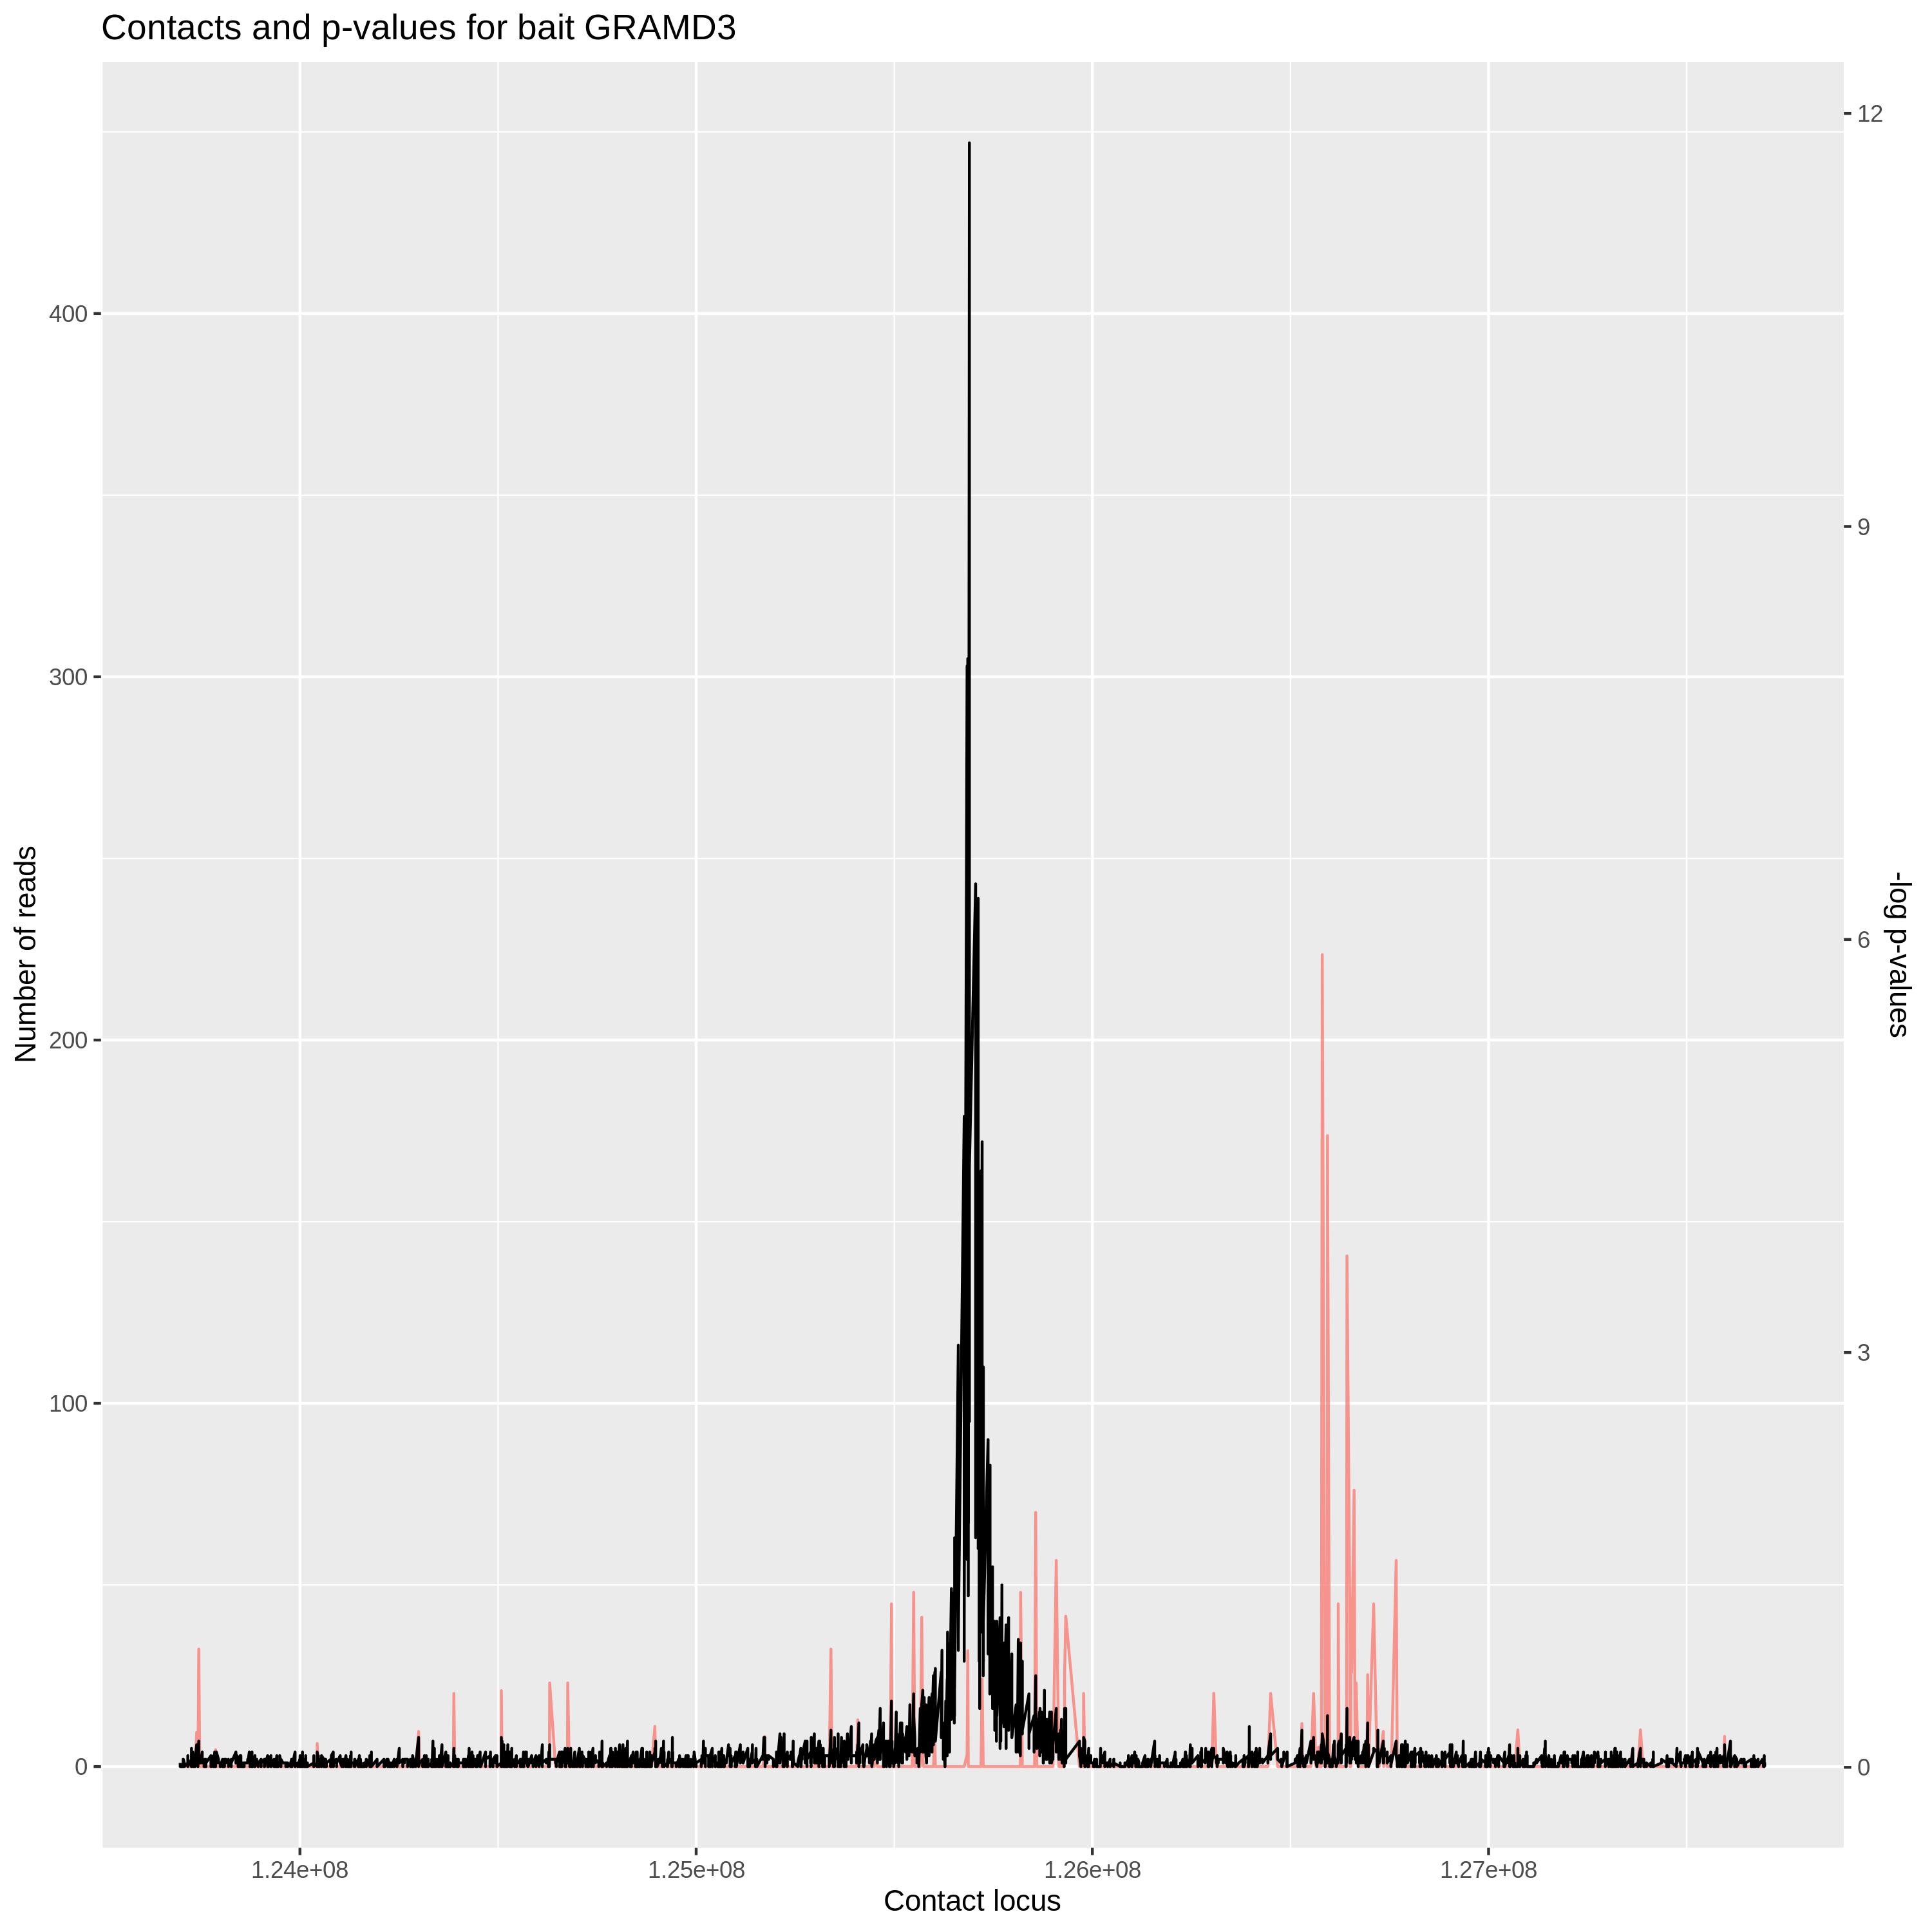 Contacts and p-values for bait GRAMD3
Number of reads
400
300
200
100
0
12
9
6
3
0
-log p-values
1.24e+08
1.25e+08
1.26e+08
1.27e+08
Contact locus